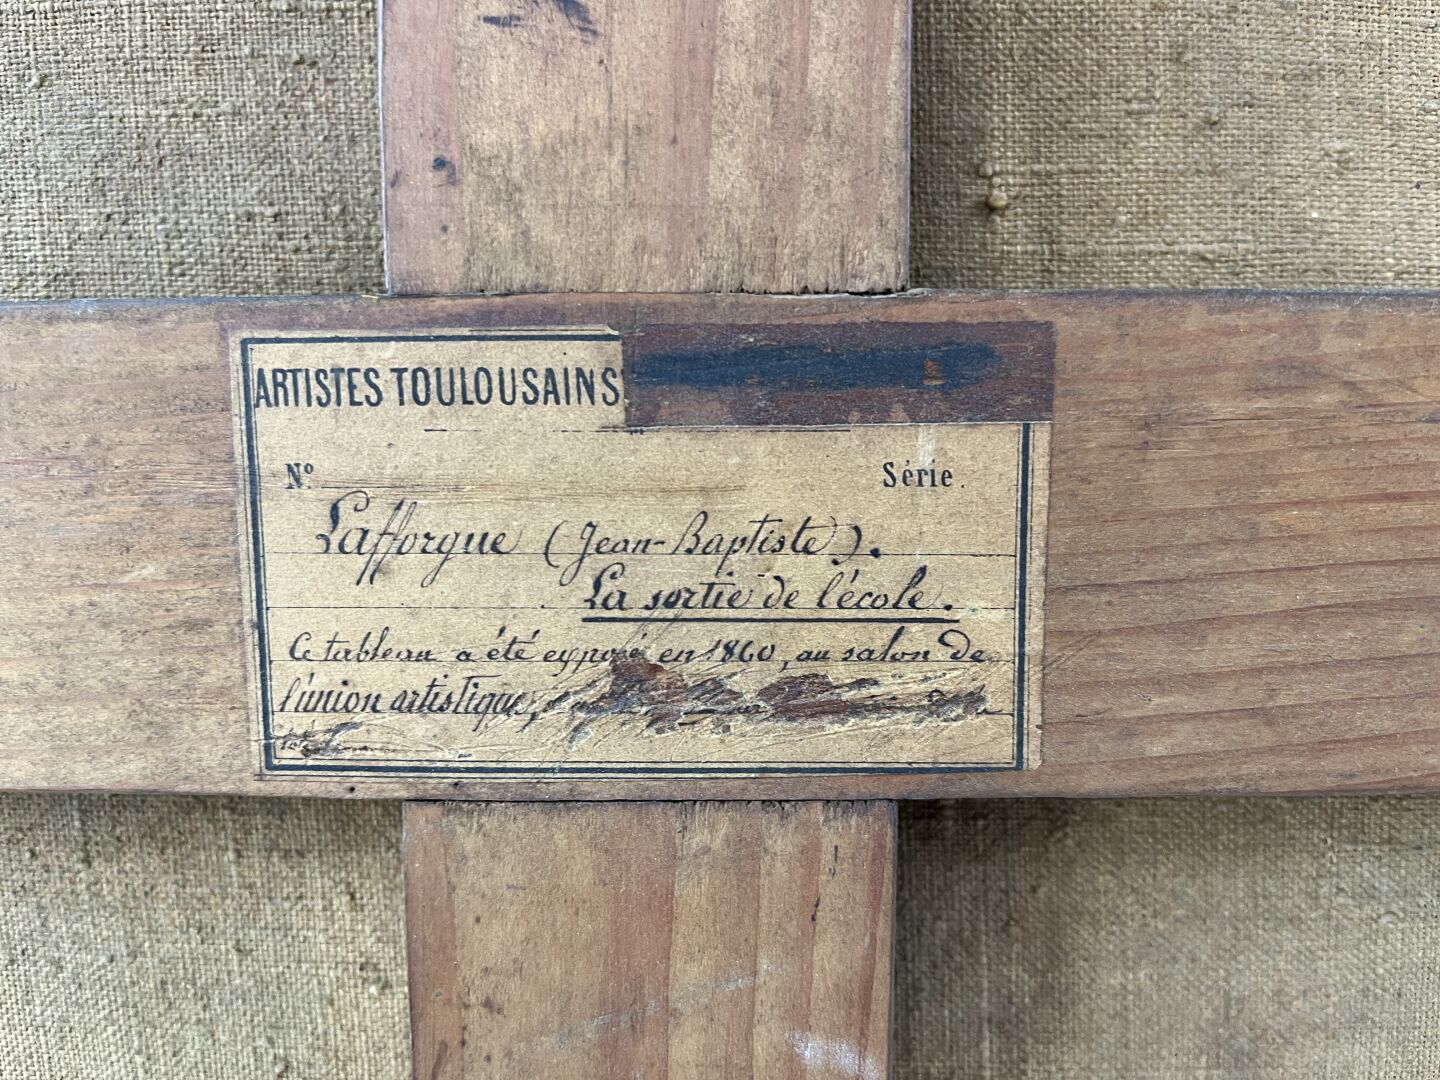 ARTISTES TOULOUSAINS
N° Série.
Lafforgue (Jean-Baptiste).
La sortie de l'école.
Ce tableau a été exposé en 1860, au salon de
l'union artistique,